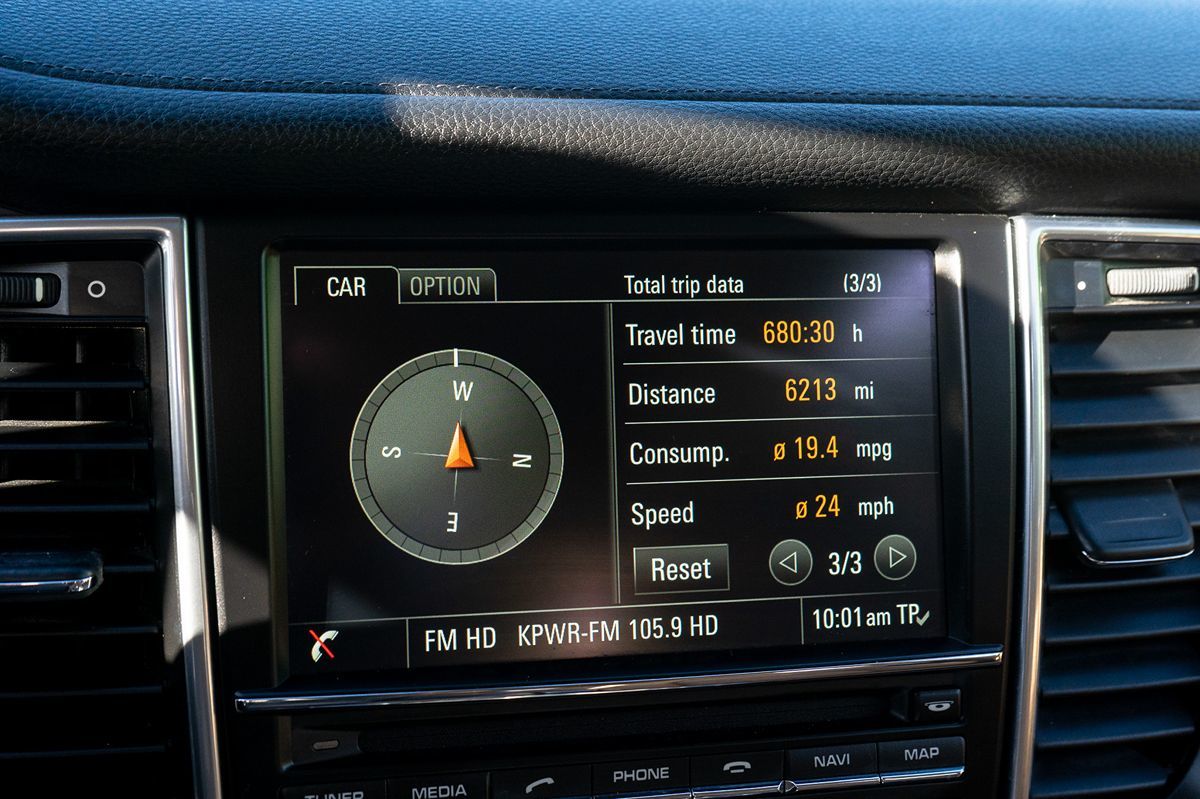 CAR OPTION Total trip data (3/3)
Travel time 680:30 h
Distance 6213 mi
Consump. ø 19.4 mpg
Speed ø 24 mph
Reset 3/3
W
S N
E
FM HD KPWR-FM 105.9 HD 10:01 am TP
TUNER MEDIA PHONE NAVI MAP